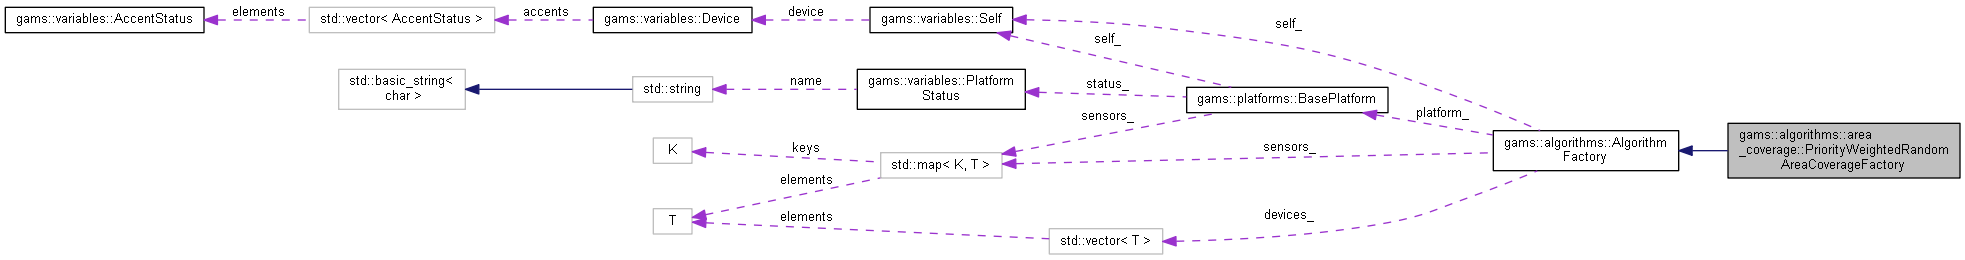 gams::variables::AccentStatus
elements
std::vector< AccentStatus >
accents
gams::variables::Device
device
gams::variables::Self
self_
self_
std::basic_string<
char >
std::string
name
gams::variables::Platform
Status
status_
gams::platforms::BasePlatform
platform_
sensors_
K
keys
std::map< K, T >
sensors_
gams::algorithms::Algorithm
Factory
gams::algorithms::area
_coverage::PriorityWeightedRandom
AreaCoverageFactory
elements
T
elements
std::vector< T >
devices_